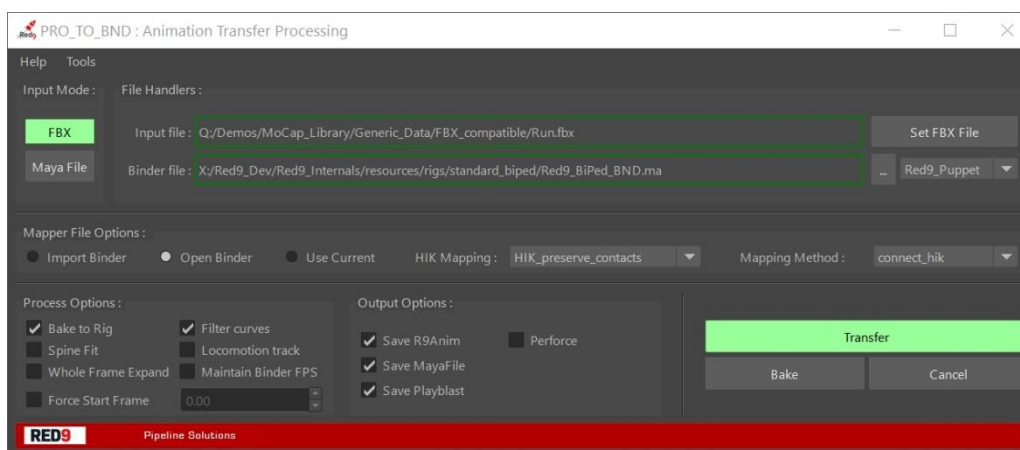 Red9 PRO_TO_BND : Animation Transfer Processing
Help Tools
Input Mode : File Handlers :
FBX Input file : Q:/Demos/MoCap_Library/Generic_Data/FBX_compatible/Run.fbx Set FBX File
Maya File Binder file : X:/Red9_Dev/Red9_Internals/resources/rigs/standard_biped/Red9_BiPed_BND.ma ... Red9_Puppet
Mapper File Options :
Import Binder Open Binder Use Current HIK Mapping : HIK_preserve_contacts Mapping Method : connect_hik
Process Options : Output Options :
Bake to Rig Filter curves Save R9Anim Perforce
Spine Fit Locomotion track Save MayaFile Transfer
Whole Frame Expand Maintain Binder FPS Save Playblast Bake Cancel
Force Start Frame 0.00
RED9 Pipeline Solutions